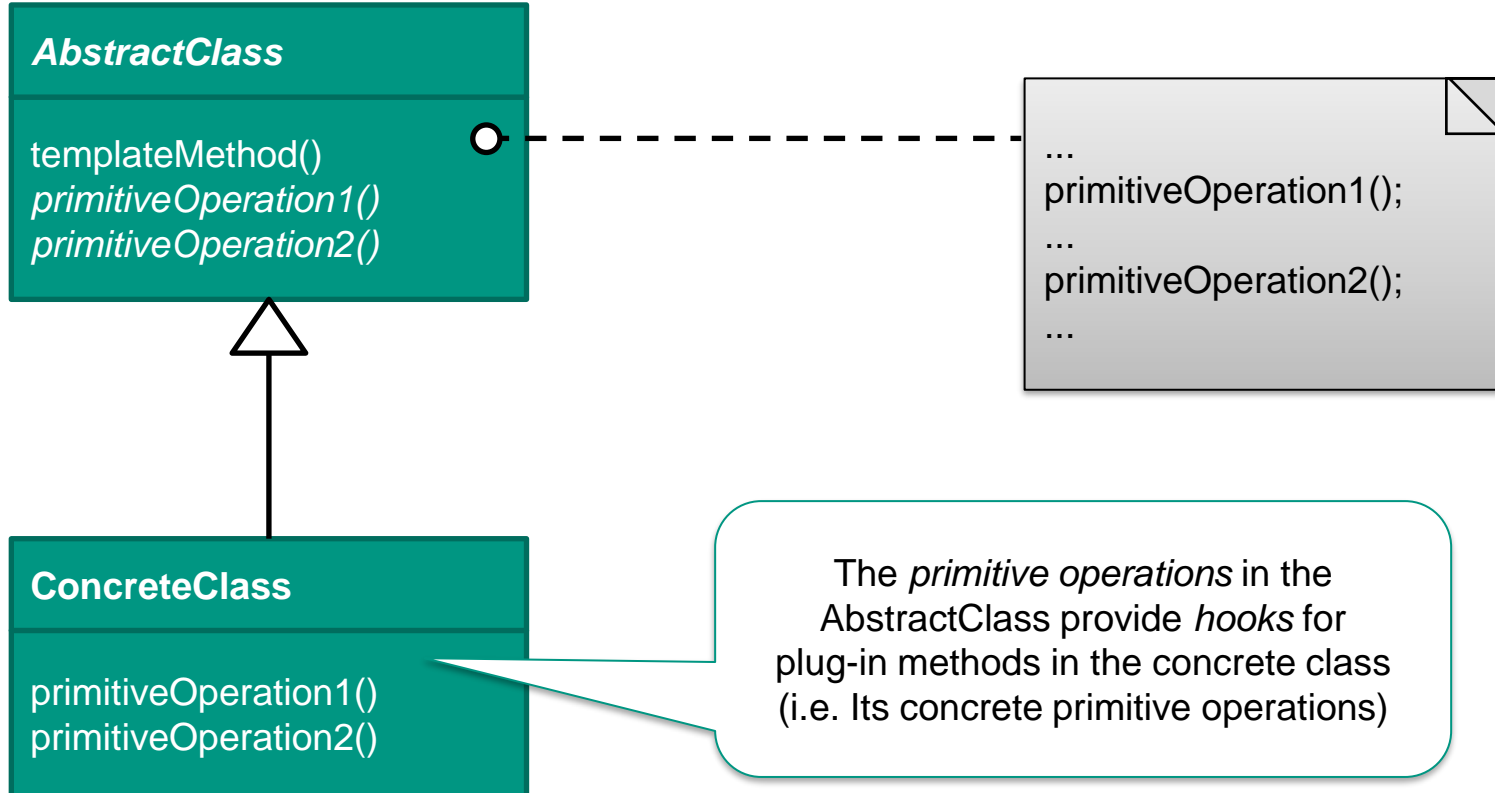 AbstractClass
templateMethod()
primitiveOperation1()
primitiveOperation2()
...
primitiveOperation1();
...
primitiveOperation2();
...
ConcreteClass
primitiveOperation1()
primitiveOperation2()
The primitive operations in the
AbstractClass provide hooks for
plug-in methods in the concrete class
(i.e. Its concrete primitive operations)